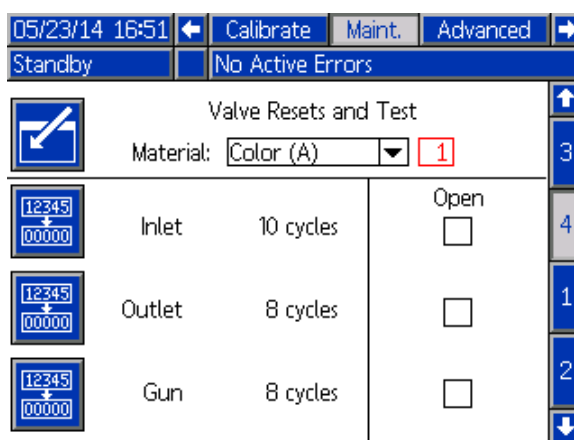 05/23/14 16:51 Calibrate Maint. Advanced
Standby No Active Errors
Valve Resets and Test
Material: Color (A) 1
3
Open
12345
00000
Inlet 10 cycles
4
12345
00000
Outlet 8 cycles
1
12345
00000
Gun 8 cycles
2